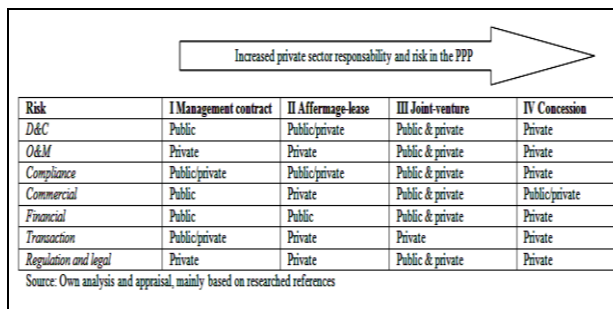 Increased private sector responsability and risk in the PPP
Risk I Management contract II Affermage-lease III Joint-venture IV Concession
D&C Public Public/private Public & private Private
O&M Private Private Public & private Private
Compliance Public/private Public/private Public & private Private
Commercial Public Private Public & private Public/private
Financial Public Public Public & private Private
Transaction Public/private Private Private Private
Regulation and legal Private Private Public & private Private
Source: Own analysis and appraisal, mainly based on researched references